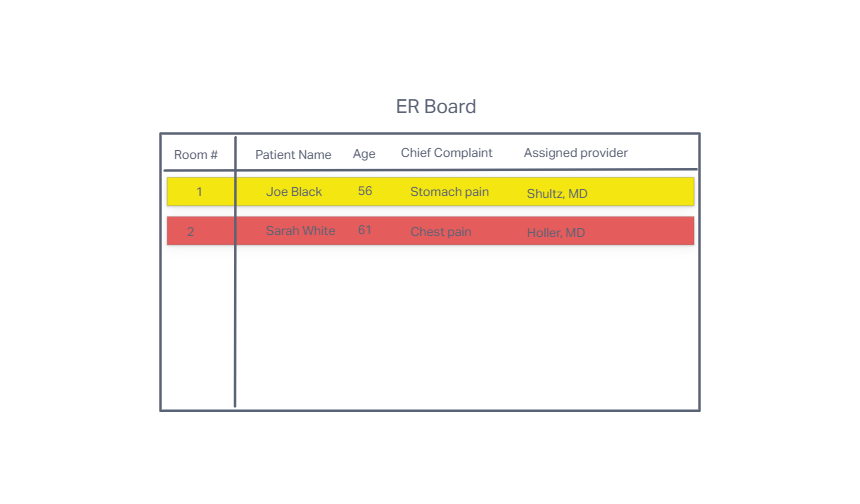 ER Board
Room # Patient Name Age Chief Complaint Assigned provider
1 Joe Black 56 Stomach pain Shultz, MD
2 Sarah White 61 Chest pain Holler, MD